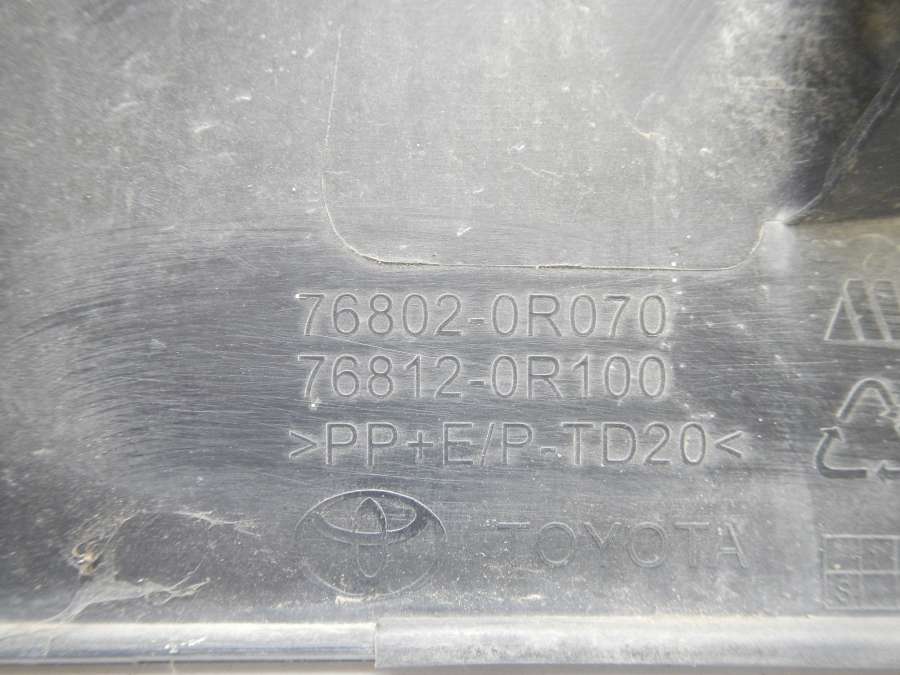 76802-0R070
76812-0R100
>PP+E/P-TD20<
TOYOTA
S